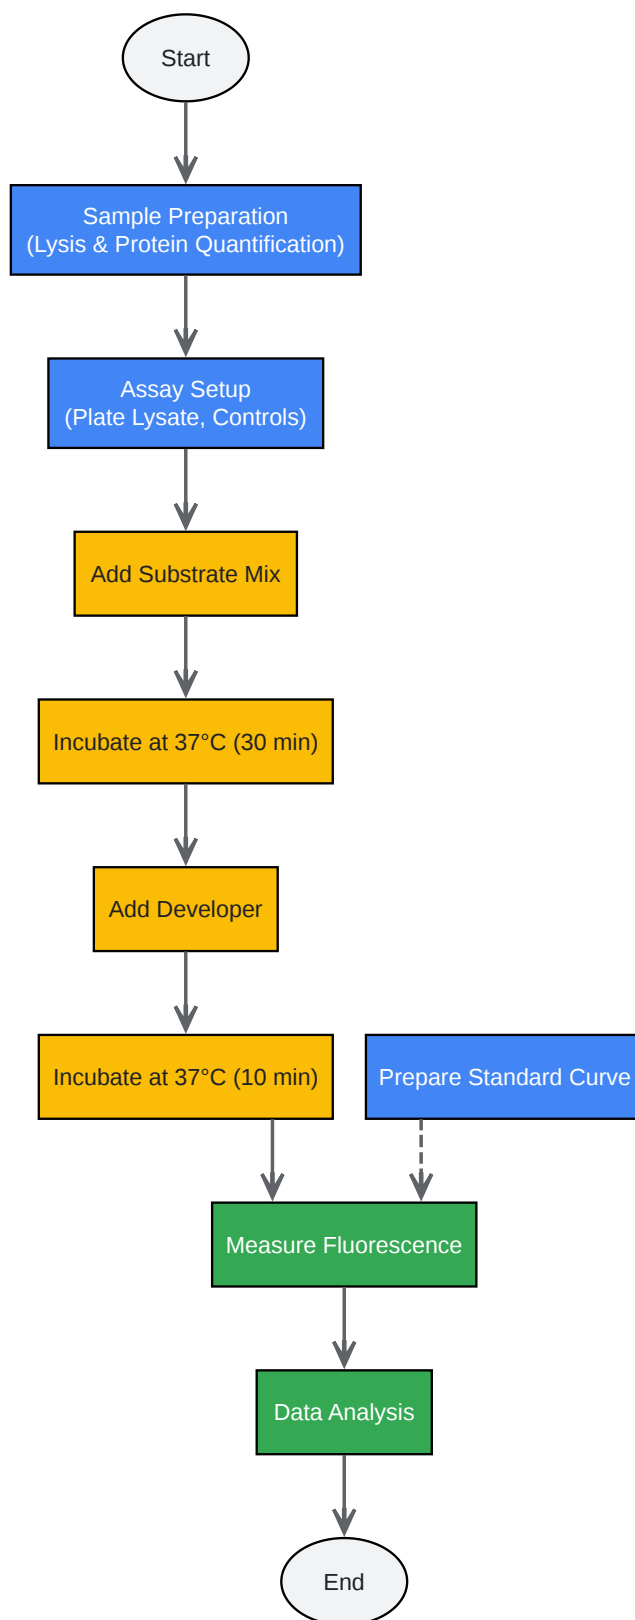 Start
Sample Preparation
(Lysis & Protein Quantification)
Assay Setup
(Plate Lysate, Controls)
Add Substrate Mix
Incubate at 37°C (30 min)
Add Developer
Incubate at 37°C (10 min)
Prepare Standard Curve
Measure Fluorescence
Data Analysis
End